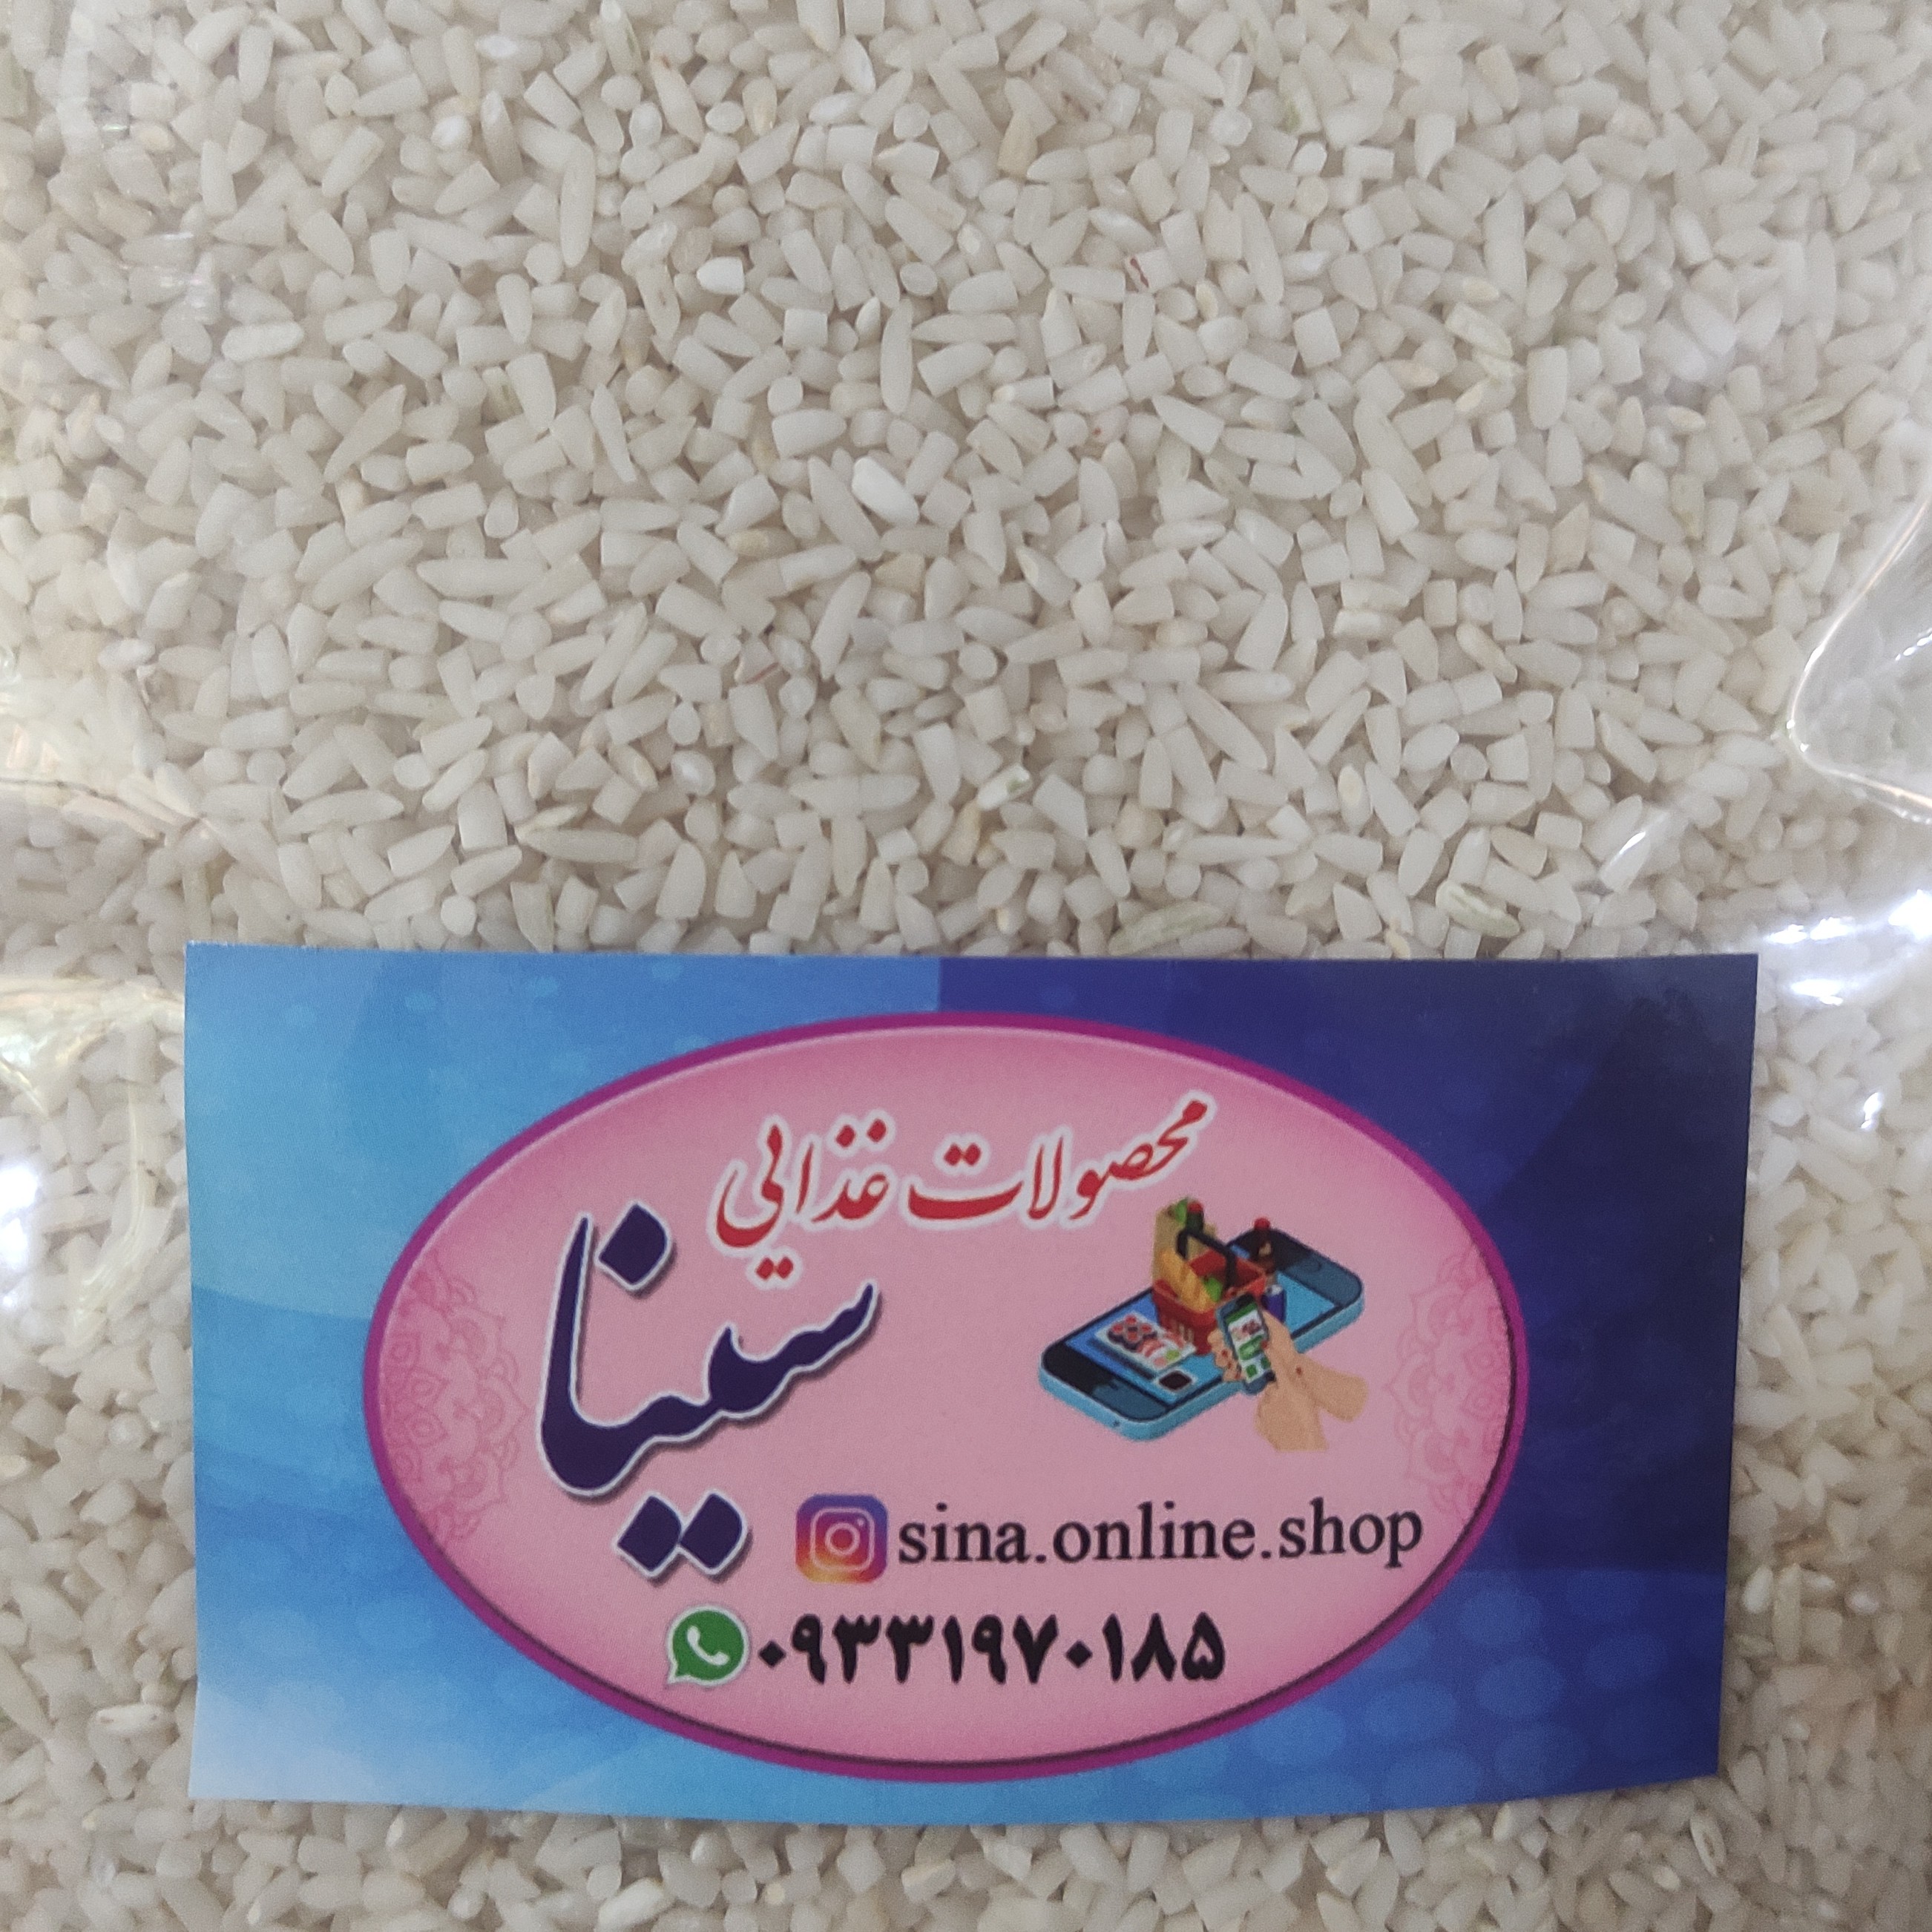 محصولات غذایی
سینا
sina.online.shop
۰۹۳۳۱۹۷۰۱۸۵